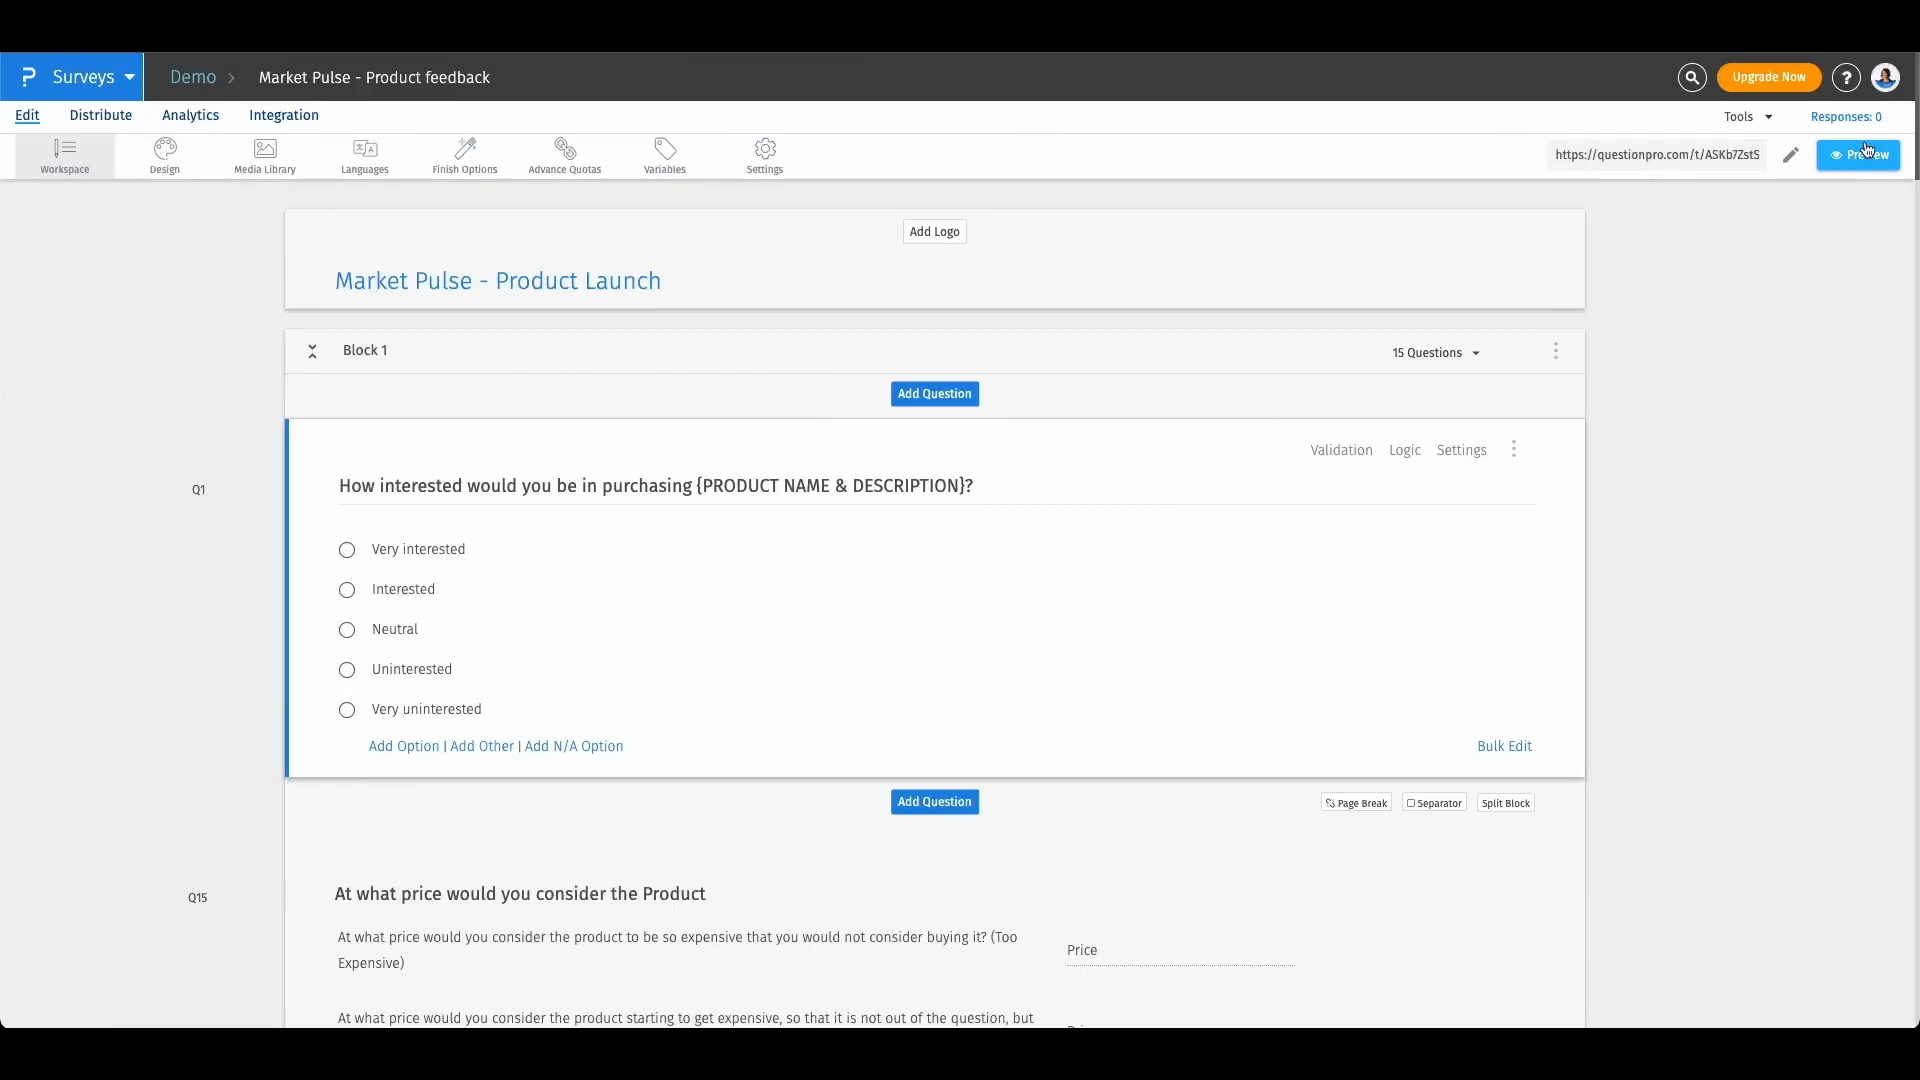 Surveys
Demo
Market Pulse - Product feedback
Upgrade Now
?
Edit
Distribute
Analytics
Integration
Tools
Responses: 0
Workspace
Design
Media Library
Languages
Finish Options
Advance Quotas
Variables
Settings
https://questionpro.com/t/ASKb7ZstS
Add Logo
Market Pulse - Product Launch
Block 1
15 Questions
Add Question
Validation
Logic
Settings
Q1
How interested would you be in purchasing {PRODUCT NAME & DESCRIPTION}?
Very interested
Interested
Neutral
Uninterested
Very uninterested
Add Option | Add Other | Add N/A Option
Bulk Edit
Add Question
Page Break
Separator
Split Block
Q15
At what price would you consider the Product
At what price would you consider the product to be so expensive that you would not consider buying it? (Too
Expensive)
Price
At what price would you consider the product starting to get expensive, so that it is not out of the question, but